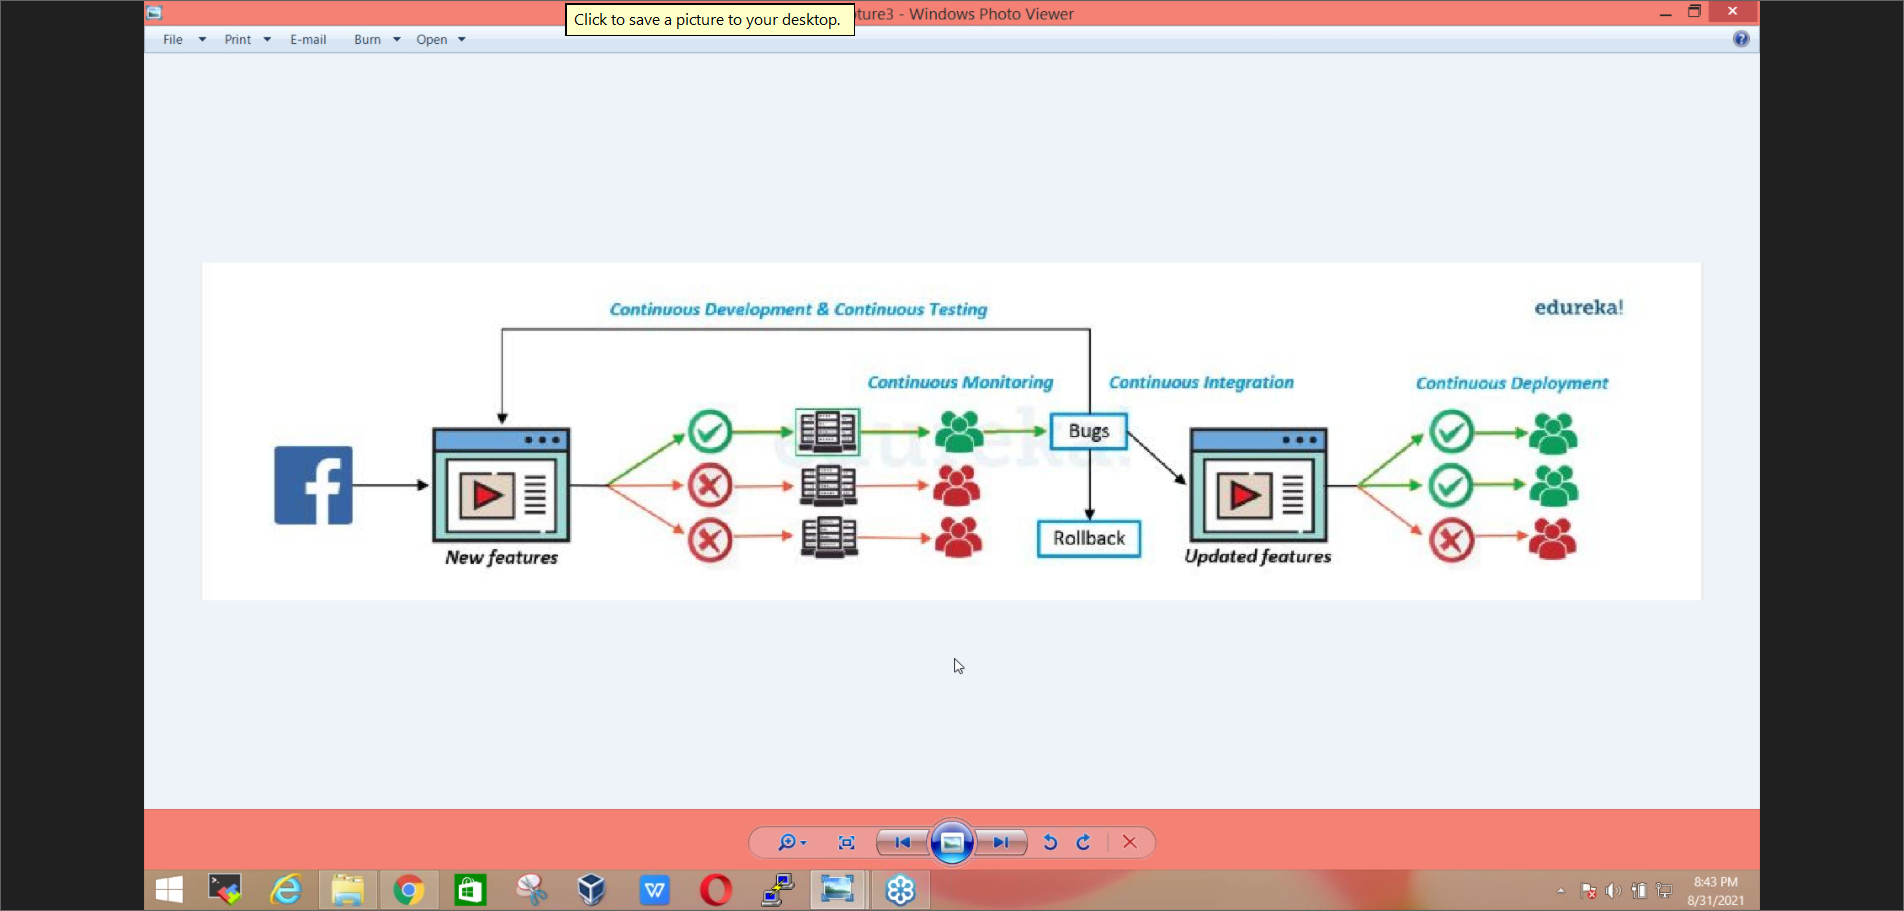 Click to save a picture to your desktop.
ture3 - Windows Photo Viewer
File Print E-mail Burn Open
Continuous Development & Continuous Testing
edureka!
Continuous Monitoring
Continuous Integration
Continuous Deployment
edureka!
Bugs
Rollback
New features
Updated features
8:43 PM
8/31/2021